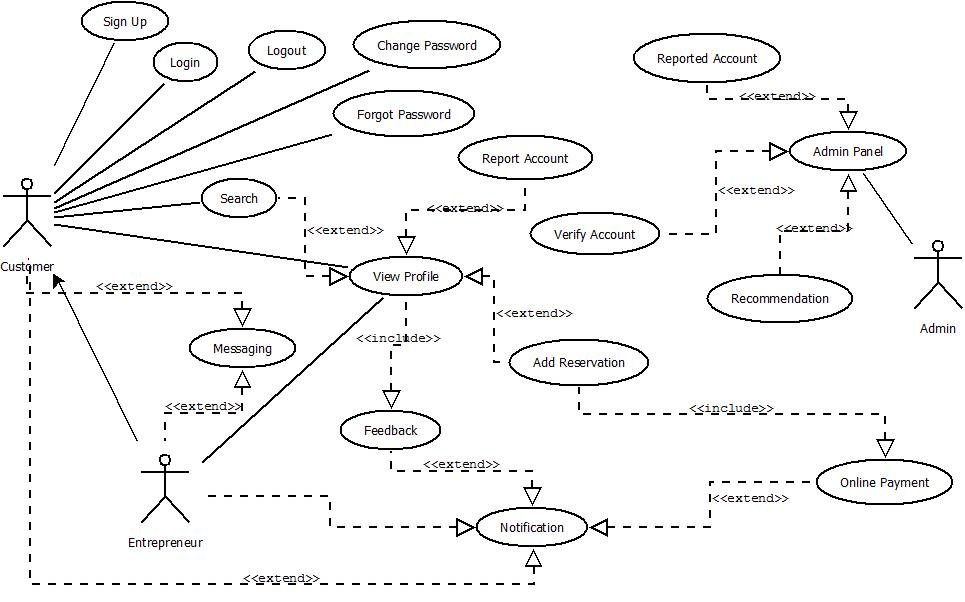 Sign Up
Login
Logout
Change Password
Reported Account
<<extend>>
Forgot Password
Admin Panel
Report Account
<<extend>>
Search
<<extend>>
<<extend>>
<<extend>>
Verify Account
Customer
View Profile
<<extend>>
Recommendation
<<extend>>
Admin
Messaging
<<include>>
Add Reservation
<<extend>>
<<include>>
Feedback
<<extend>>
Online Payment
<<extend>>
Entrepreneur
Notification
<<extend>>